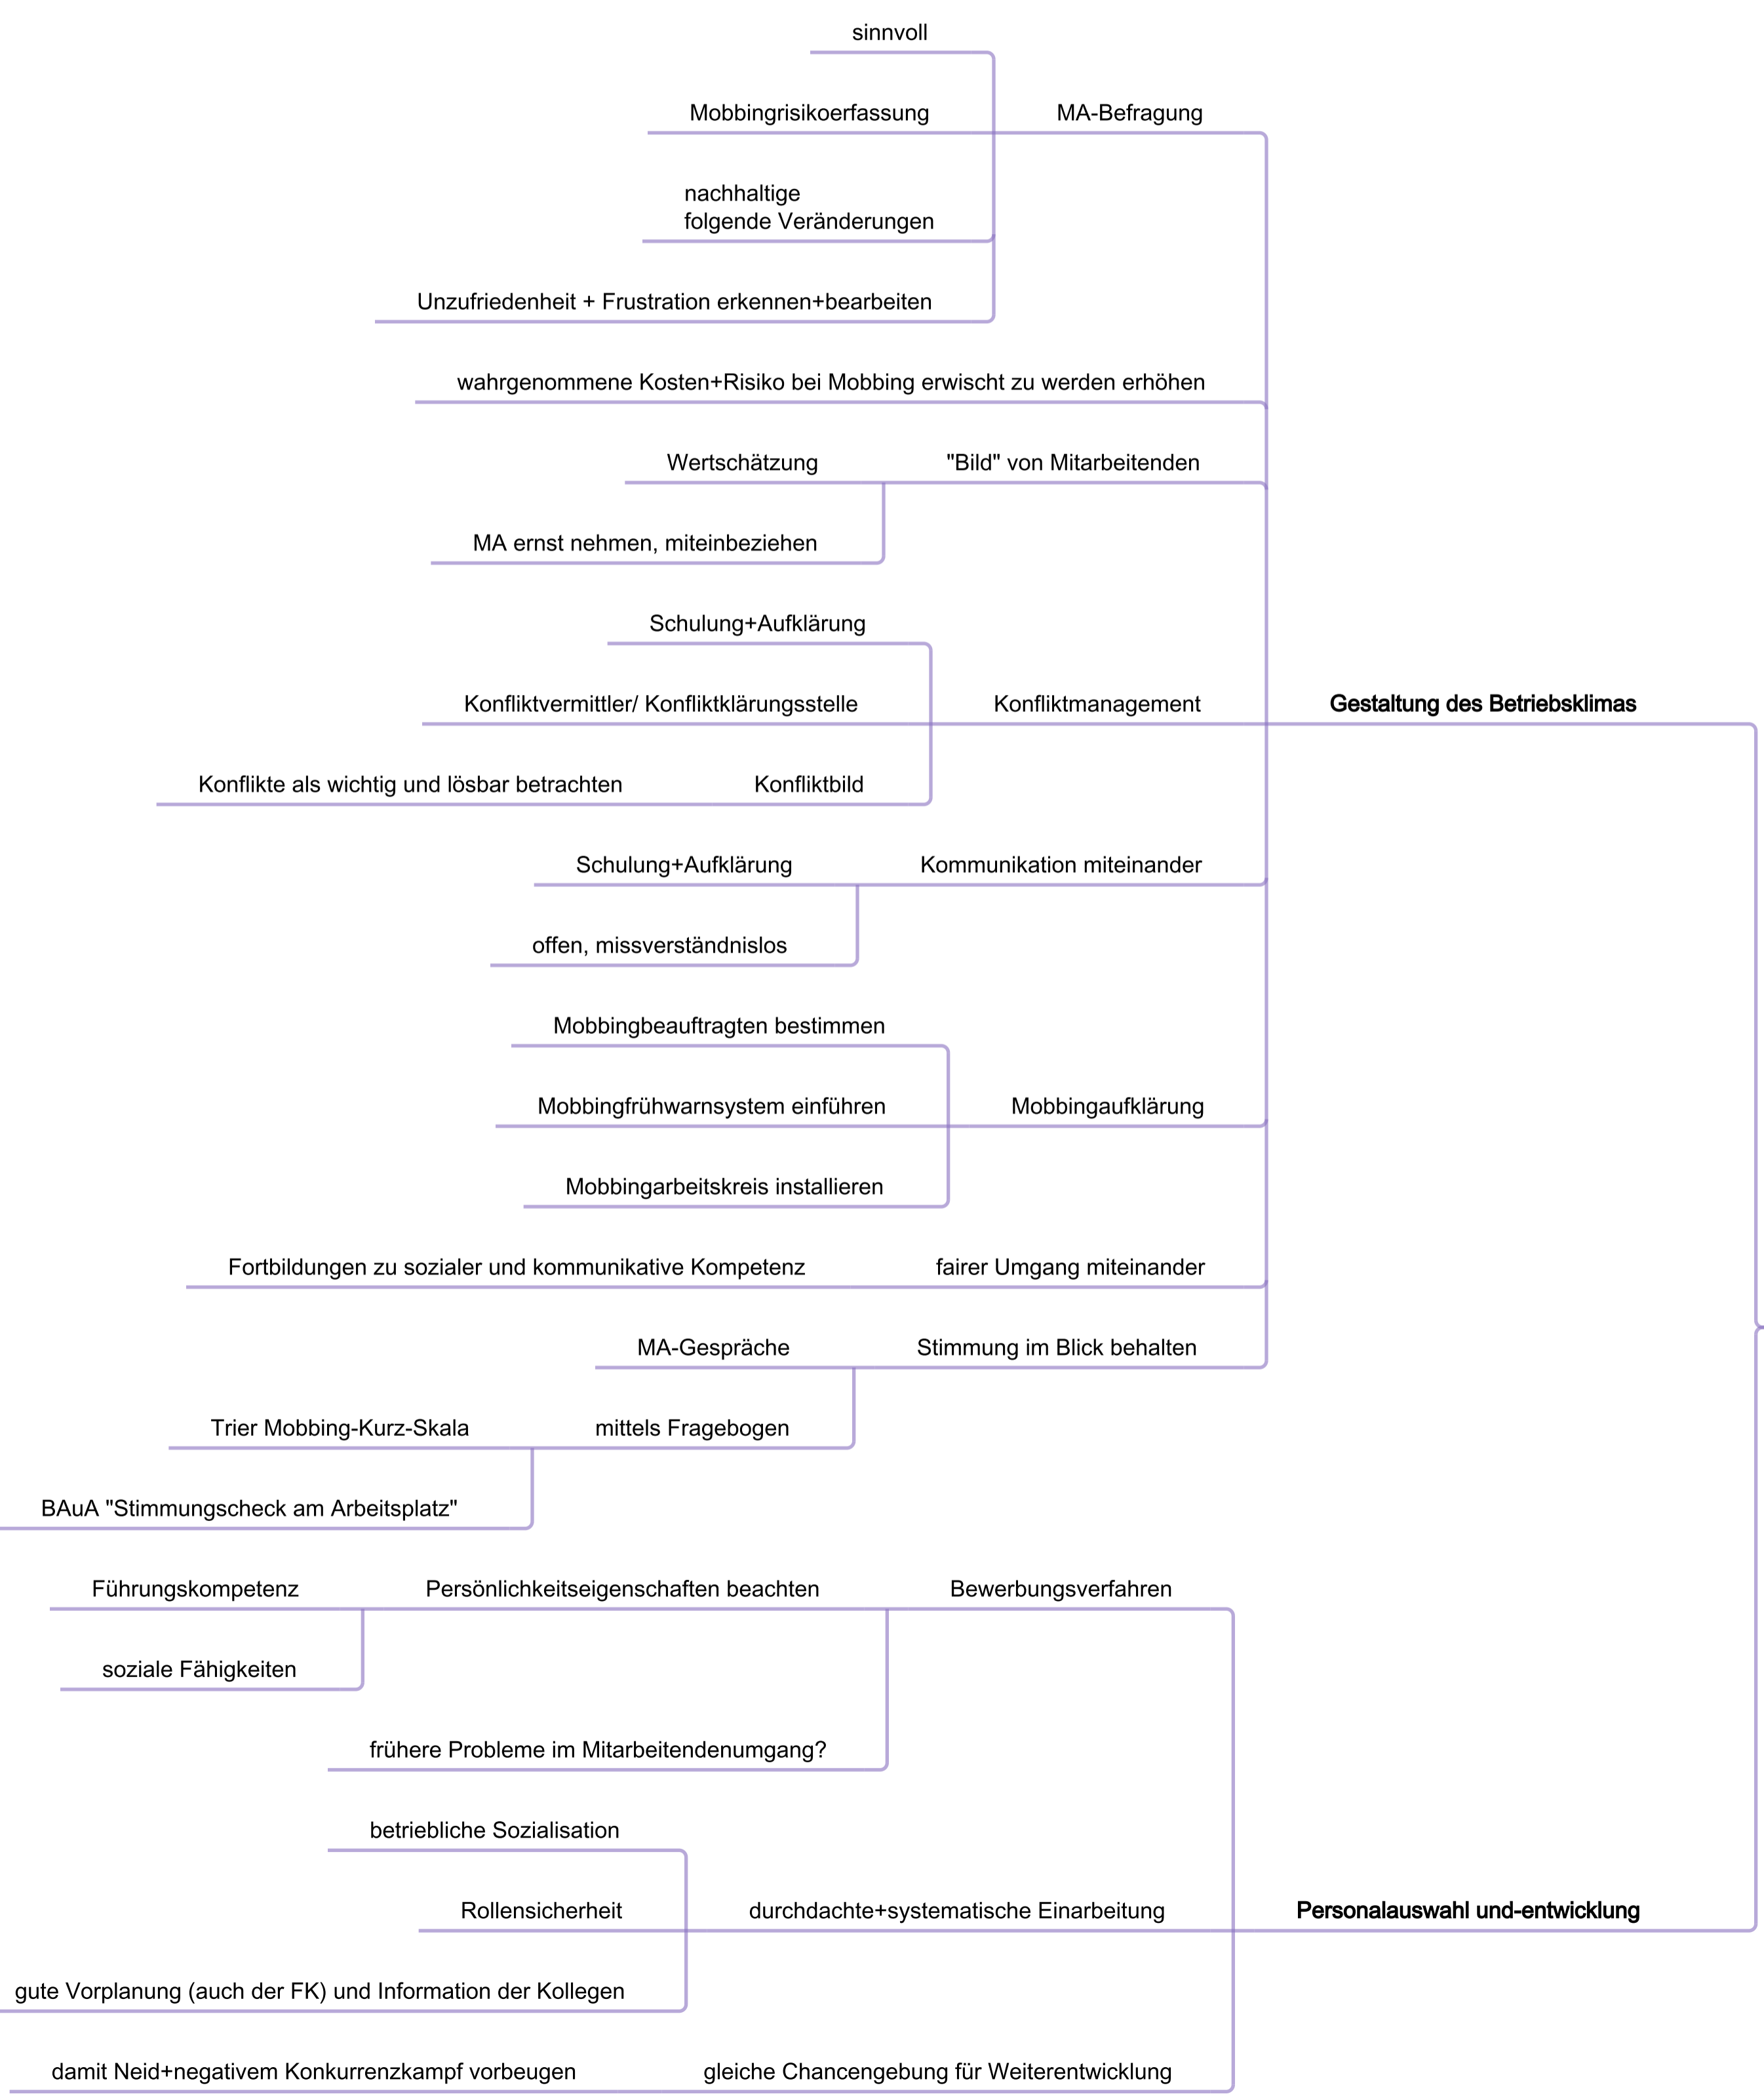 sinnvoll
Mobbingrisikoerfassung
MA-Befragung
nachhaltige
folgende Veränderungen
Unzufriedenheit + Frustration erkennen+bearbeiten
wahrgenommene Kosten+Risiko bei Mobbing erwischt zu werden erhöhen
Wertschätzung
"Bild" von Mitarbeitenden
MA ernst nehmen, miteinbeziehen
Schulung+Aufklärung
Konfliktvermittler/ Konfliktklärungsstelle
Konfliktmanagement
Gestaltung des Betriebsklimas
Konflikte als wichtig und lösbar betrachten
Konfliktbild
Schulung+Aufklärung
Kommunikation miteinander
offen, missverständnislos
Mobbingbeauftragten bestimmen
Mobbingfrühwarnsystem einführen
Mobbingaufklärung
Mobbingarbeitskreis installieren
Fortbildungen zu sozialer und kommunikative Kompetenz
fairer Umgang miteinander
MA-Gespräche
Stimmung im Blick behalten
Trier Mobbing-Kurz-Skala
mittels Fragebogen
BAuA "Stimmungscheck am Arbeitsplatz"
Führungskompetenz
Persönlichkeitseigenschaften beachten
Bewerbungsverfahren
soziale Fähigkeiten
frühere Probleme im Mitarbeitendenumgang?
betriebliche Sozialisation
Rollensicherheit
durchdachte+systematische Einarbeitung
Personalauswahl und-entwicklung
gute Vorplanung (auch der FK) und Information der Kollegen
damit Neid+negativem Konkurrenzkampf vorbeugen
gleiche Chancengebung für Weiterentwicklung